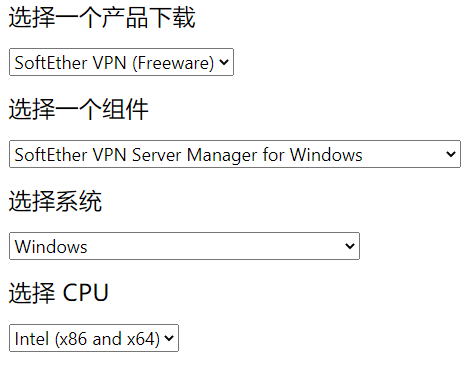 选择一个产品下载
SoftEther VPN (Freeware)
选择一个组件
SoftEther VPN Server Manager for Windows
选择系统
Windows
选择 CPU
Intel (x86 and x64)